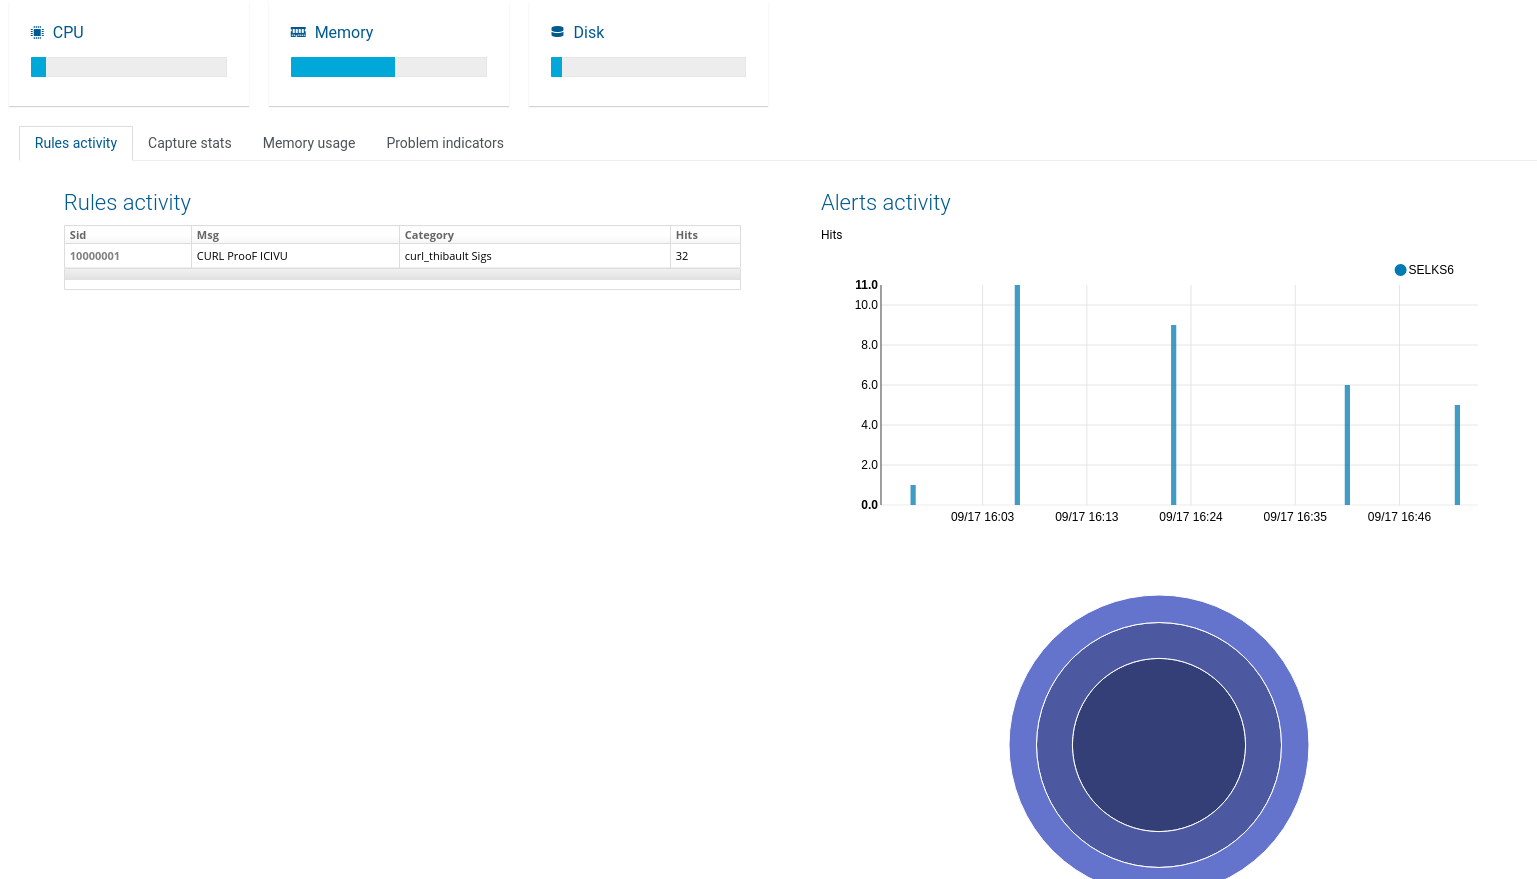 CPU
Memory
Disk
Rules activity
Capture stats
Memory usage
Problem indicators
Rules activity
Sid Msg Category Hits
10000001 CURL ProoF ICIVU curl_thibault Sigs 32
Alerts activity
Hits
SELKS6
11.0
10.0
8.0
6.0
4.0
2.0
0.0
09/17 16:03 09/17 16:13 09/17 16:24 09/17 16:35 09/17 16:46